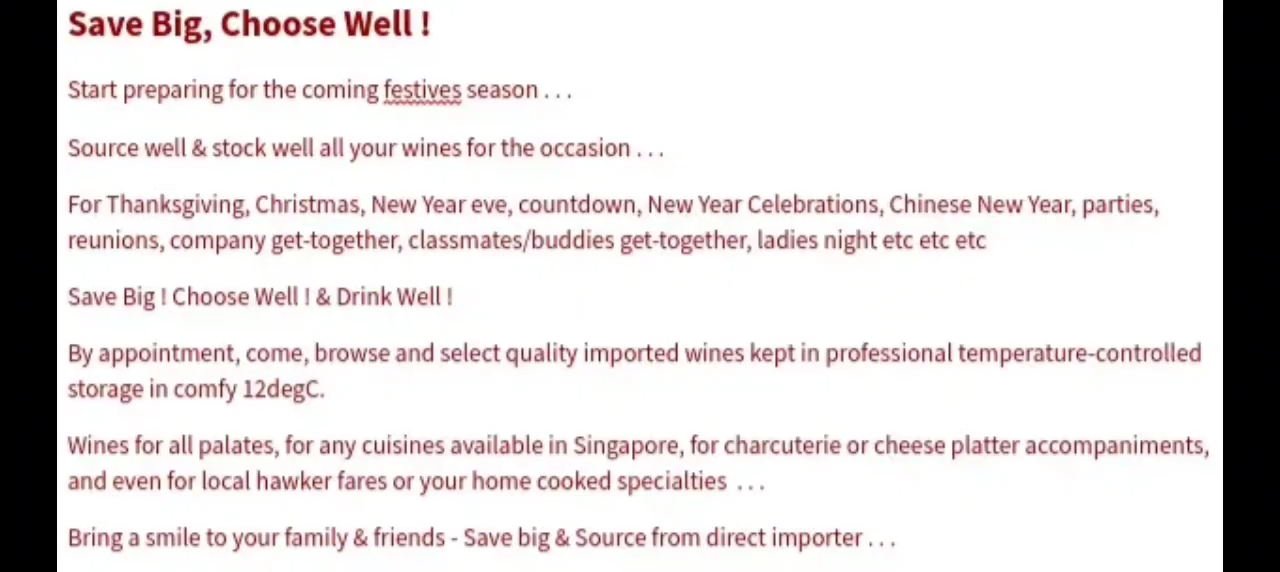 Save Big, Choose Well !
Start preparing for the coming festives season . . .
Source well & stock well all your wines for the occasion . . .
For Thanksgiving, Christmas, New Year eve, countdown, New Year Celebrations, Chinese New Year, parties,
reunions, company get-together, classmates/buddies get-together, ladies night etc etc etc
Save Big ! Choose Well ! & Drink Well !
By appointment, come, browse and select quality imported wines kept in professional temperature-controlled
storage in comfy 12degC.
Wines for all palates, for any cuisines available in Singapore, for charcuterie or cheese platter accompaniments,
and even for local hawker fares or your home cooked specialties . . .
Bring a smile to your family & friends - Save big & Source from direct importer . . .